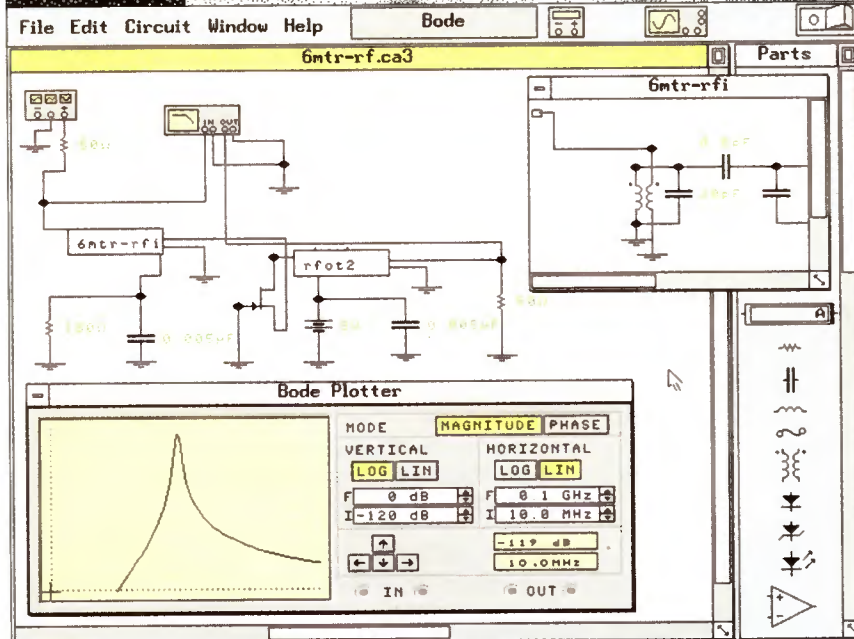 File Edit Circuit Window Help
Bode
6mtr-rf.ca3
Parts
6mtr-rfi
IN OUT
6mtr-rfi
rfot2
A
Bode Plotter
MODE MAGNITUDE PHASE
VERTICAL HORIZONTAL
LOG LIN LOG LIN
F 0 dB F 0.1 GHz
I -120 dB I 10.0 MHz
-119 dB
10.0MHz
IN OUT